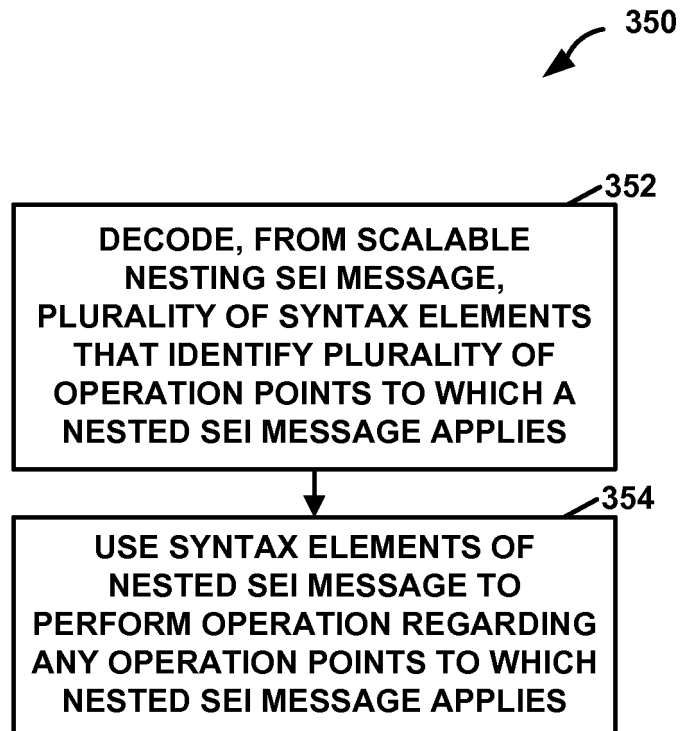 350
352
DECODE, FROM SCALABLE
NESTING SEI MESSAGE,
PLURALITY OF SYNTAX ELEMENTS
THAT IDENTIFY PLURALITY OF
OPERATION POINTS TO WHICH A
NESTED SEI MESSAGE APPLIES
354
USE SYNTAX ELEMENTS OF
NESTED SEI MESSAGE TO
PERFORM OPERATION REGARDING
ANY OPERATION POINTS TO WHICH
NESTED SEI MESSAGE APPLIES